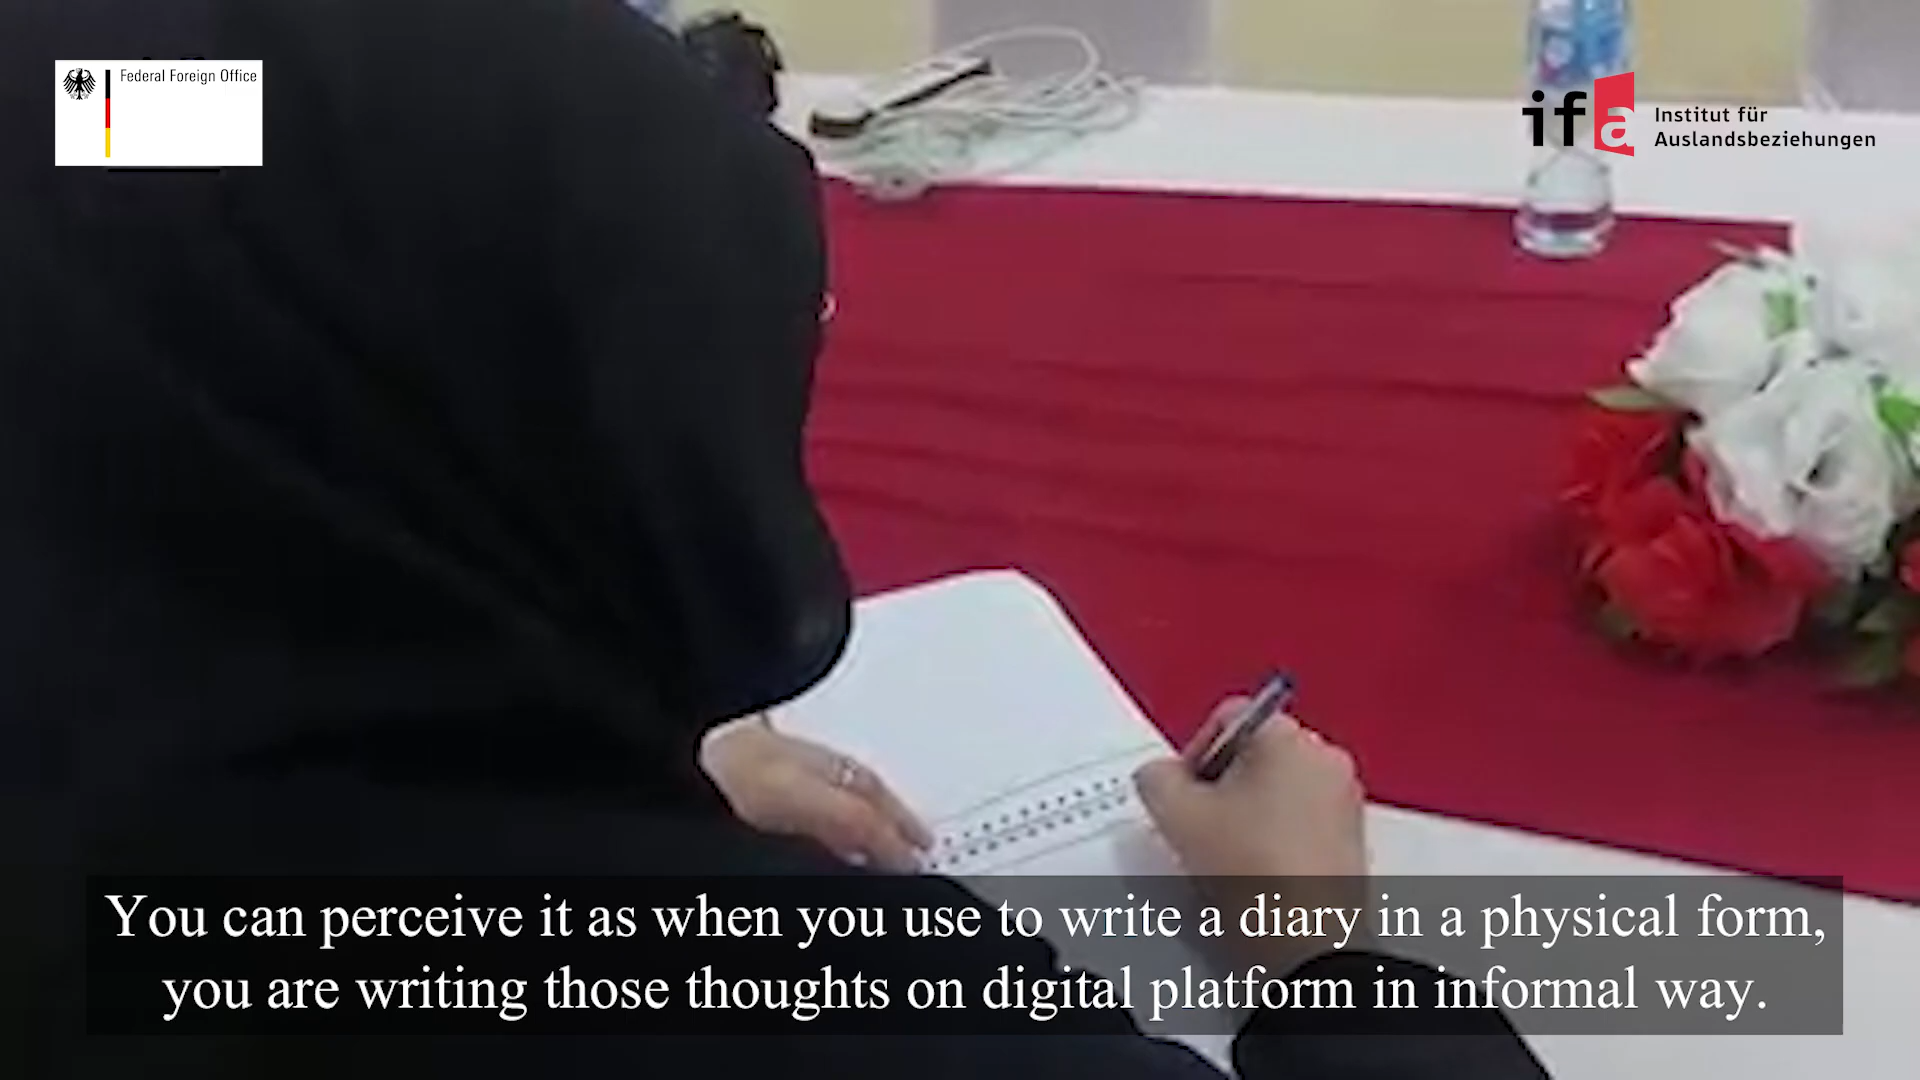 Federal Foreign Office
ifa
Institut für
Auslandsbeziehungen
You can perceive it as when you use to write a diary in a physical form,
you are writing those thoughts on digital platform in informal way.